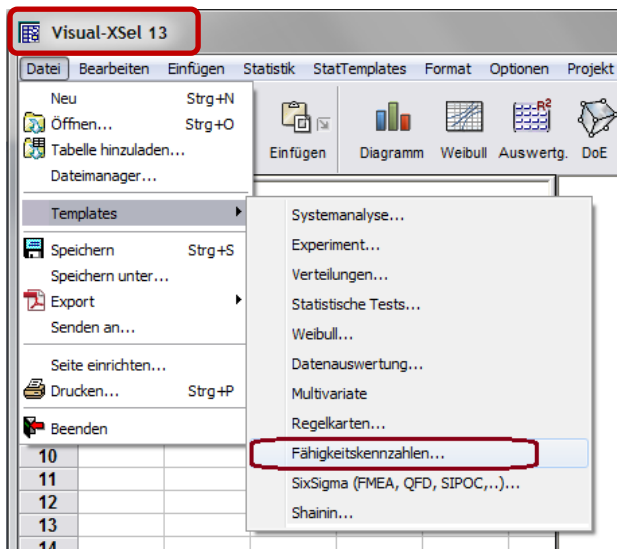 Visual-XSel 13
Datei Bearbeiten Einfügen Statistik StatTemplates Format Optionen Projekt
Neu Strg+N
Öffnen... Strg+O
Tabelle hinzuladen...
Dateimanager...
Templates
Speichern Strg+S
Speichern unter...
Export
Senden an...
Seite einrichten...
Drucken... Strg+P
Beenden
Einfügen Diagramm Weibull Auswertg. DoE
R²
Systemanalyse...
Experiment...
Verteilungen...
Statistische Tests...
Weibull...
Datenauswertung...
Multivariate
Regelkarten...
Fähigkeitskennzahlen...
SixSigma (FMEA, QFD, SIPOC,..)...
Shainin...
10
11
12
13
14